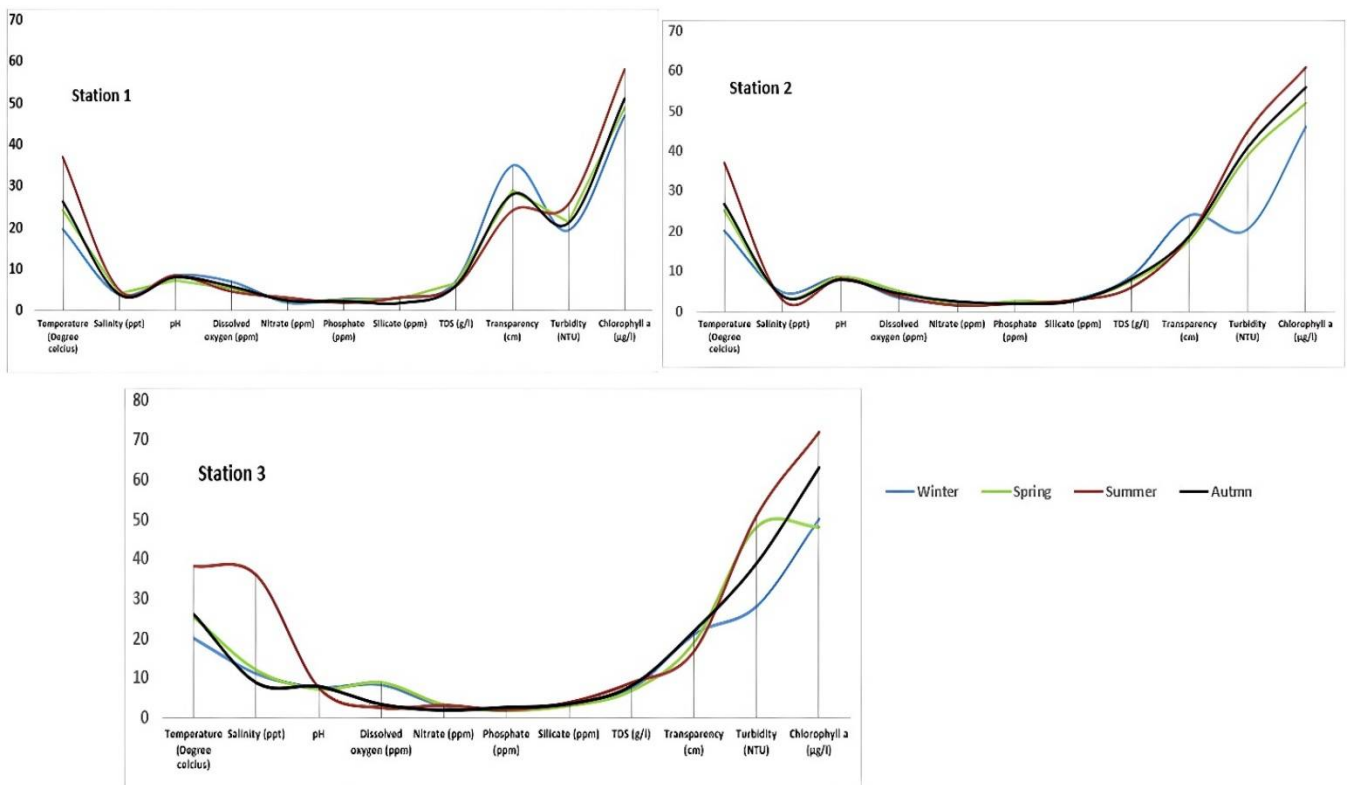 70
60
50
40
30
20
10
0
Station 1
Temperature Salinity (ppt) pH Dissolved Nitrate (ppm) Phosphate Silicate (ppm) TDS (g/l) Transparency Turbidity Chlorophyll a
(Degree oxygen (ppm) (ppm) (cm) (NTU) (µg/l)
celcius)
70
60
50
40
30
20
10
0
Station 2
Temperature Salinity (ppt) pH Dissolved Nitrate (ppm) Phosphate Silicate (ppm) TDS (g/l) Transparency Turbidity Chlorophyll a
(Degree oxygen (ppm) (ppm) (cm) (NTU) (µg/l)
celcius)
80
70
60
50
40
30
20
10
0
Station 3
Temperature Salinity (ppt) pH Dissolved Nitrate (ppm) Phosphate Silicate (ppm) TDS (g/l) Transparency Turbidity Chlorophyll a
(Degree oxygen (ppm) (ppm) (cm) (NTU) (µg/l)
celcius)
Winter Spring Summer Autmn